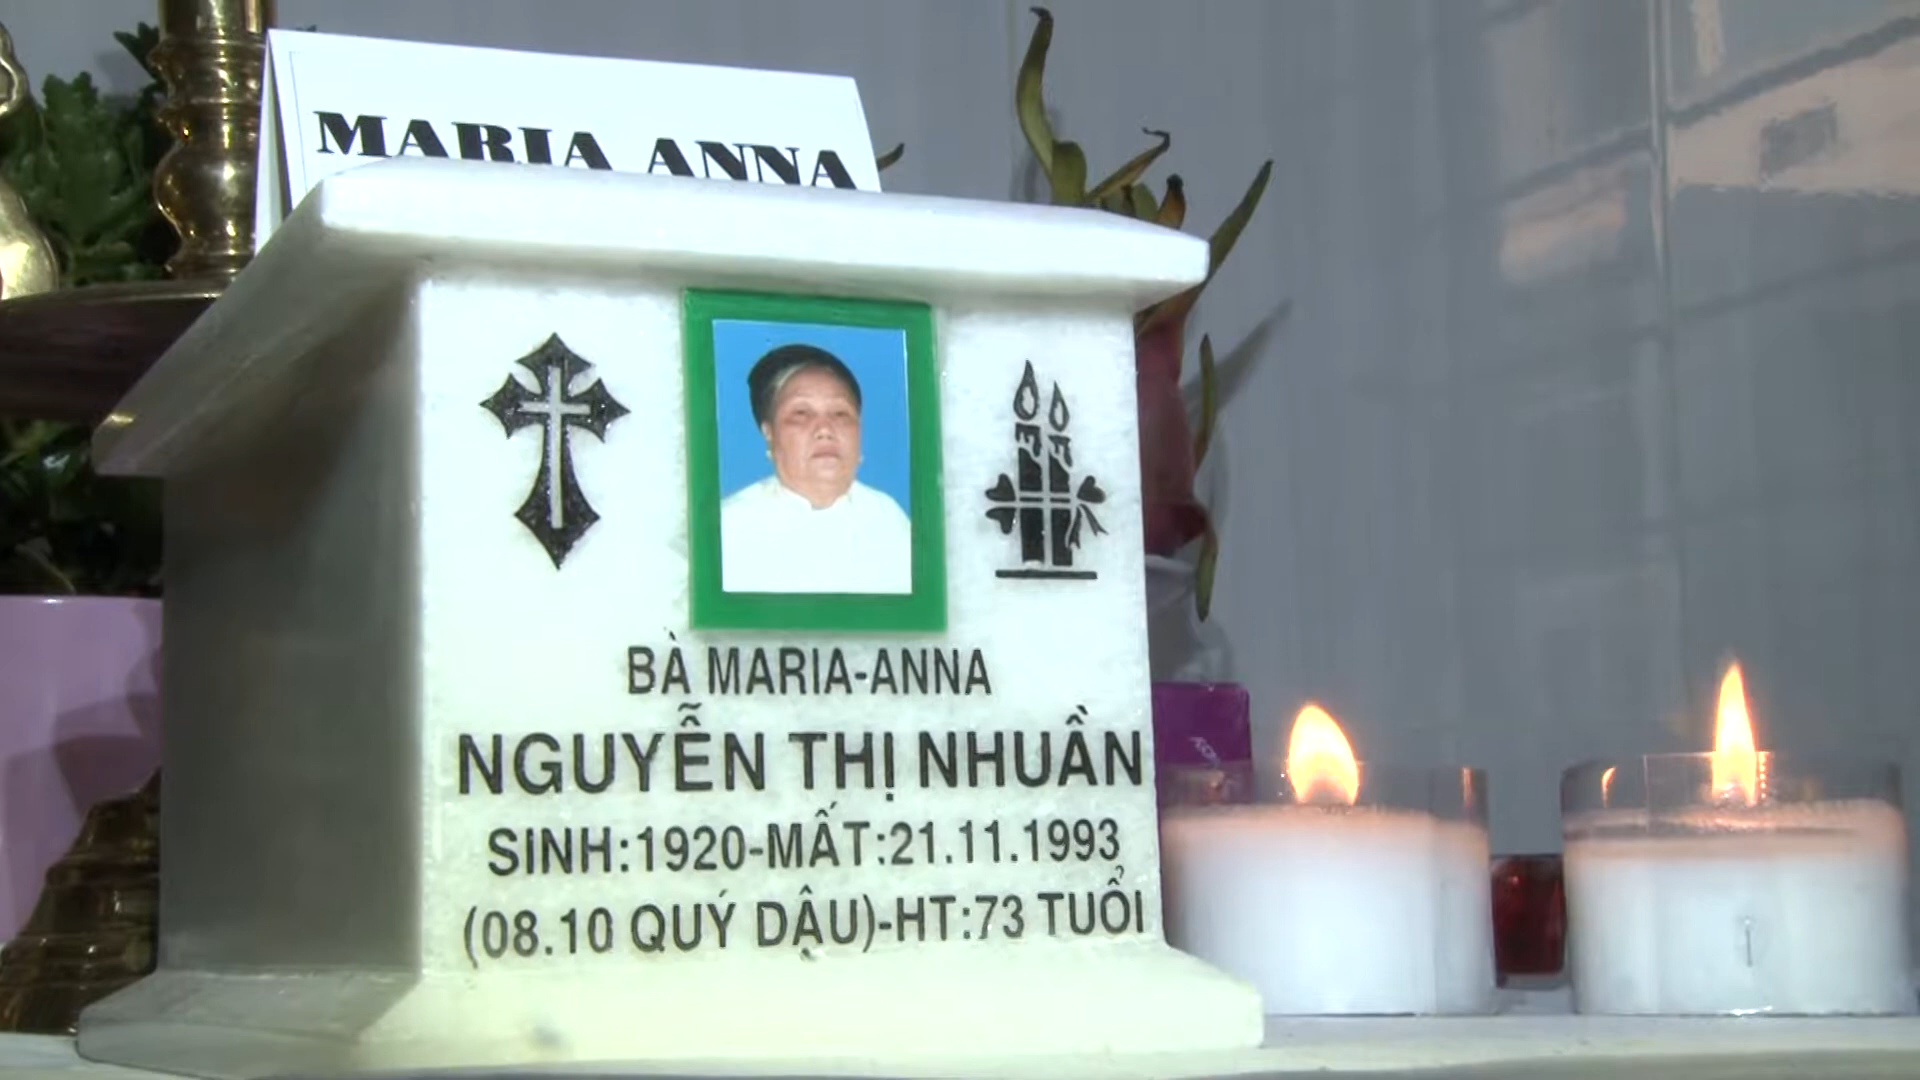 MARIA ANNA
BÀ MARIA-ANNA
NGUYỄN THỊ NHUẦN
SINH:1920-MẤT:21.11.1993
(08.10 QUÝ DẬU)-HT:73 TUỔI